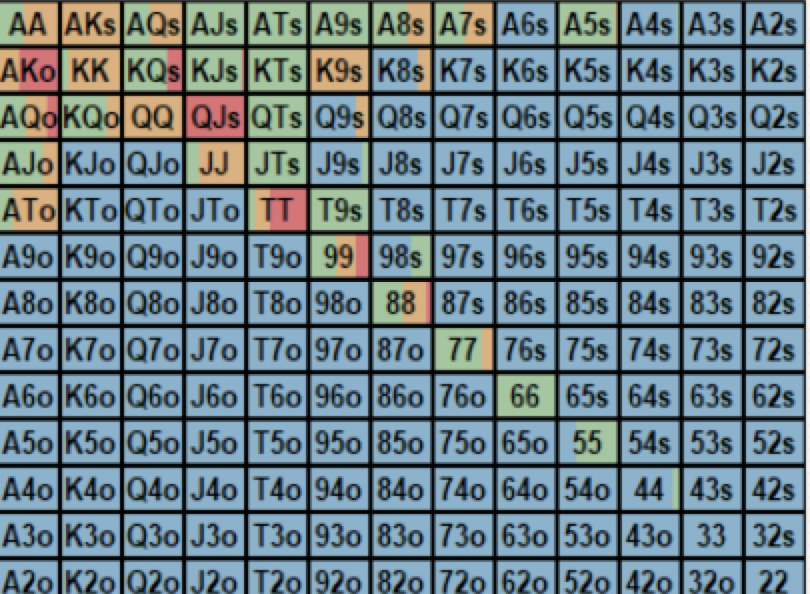 AA AKs AQs AJs ATs A9s A8s A7s A6s A5s A4s A3s A2s
AKo KK KQs KJs KTs K9s K8s K7s K6s K5s K4s K3s K2s
AQo KQo QQ QJs QTs Q9s Q8s Q7s Q6s Q5s Q4s Q3s Q2s
AJo KJo QJo JJ JTs J9s J8s J7s J6s J5s J4s J3s J2s
ATo KTo QTo JTo TT T9s T8s T7s T6s T5s T4s T3s T2s
A9o K9o Q9o J9o T9o 99 98s 97s 96s 95s 94s 93s 92s
A8o K8o Q8o J8o T8o 98o 88 87s 86s 85s 84s 83s 82s
A7o K7o Q7o J7o T7o 97o 87o 77 76s 75s 74s 73s 72s
A6o K6o Q6o J6o T6o 96o 86o 76o 66 65s 64s 63s 62s
A5o K5o Q5o J5o T5o 95o 85o 75o 65o 55 54s 53s 52s
A4o K4o Q4o J4o T4o 94o 84o 74o 64o 54o 44 43s 42s
A3o K3o Q3o J3o T3o 93o 83o 73o 63o 53o 43o 33 32s
A2o K2o Q2o J2o T2o 92o 82o 72o 62o 52o 42o 32o 22